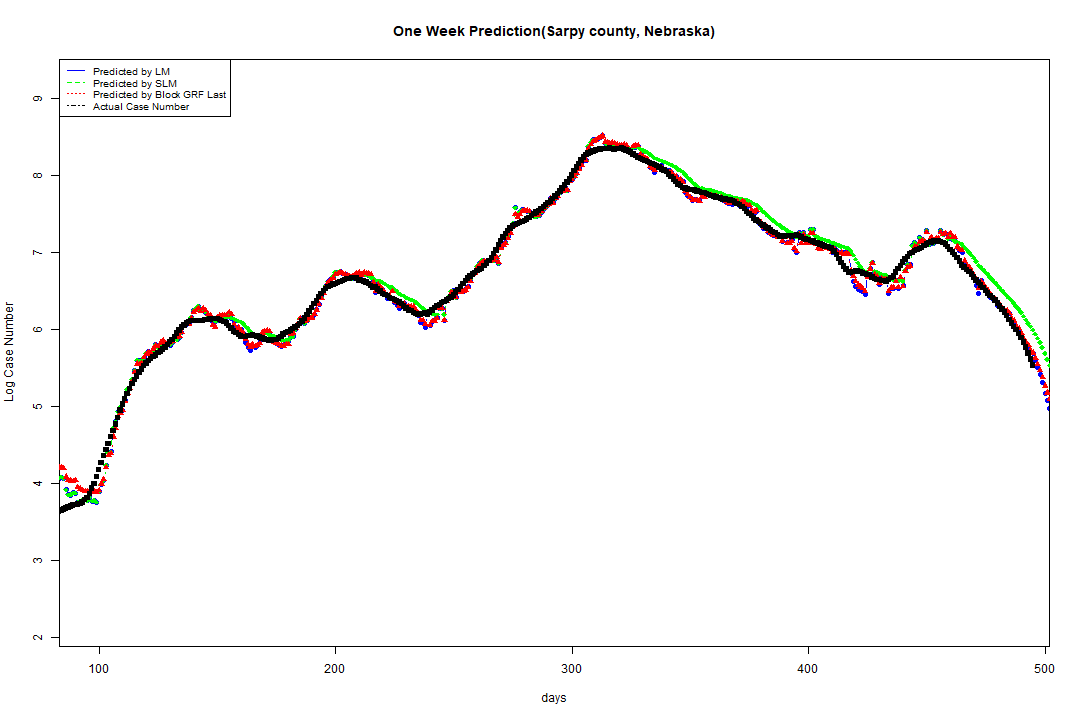 One Week Prediction(Sarpy county, Nebraska)
Predicted by LM
Predicted by SLM
Predicted by Block GRF Last
Actual Case Number
Log Case Number
9
8
7
6
5
4
3
2
100 200 300 400 500
days